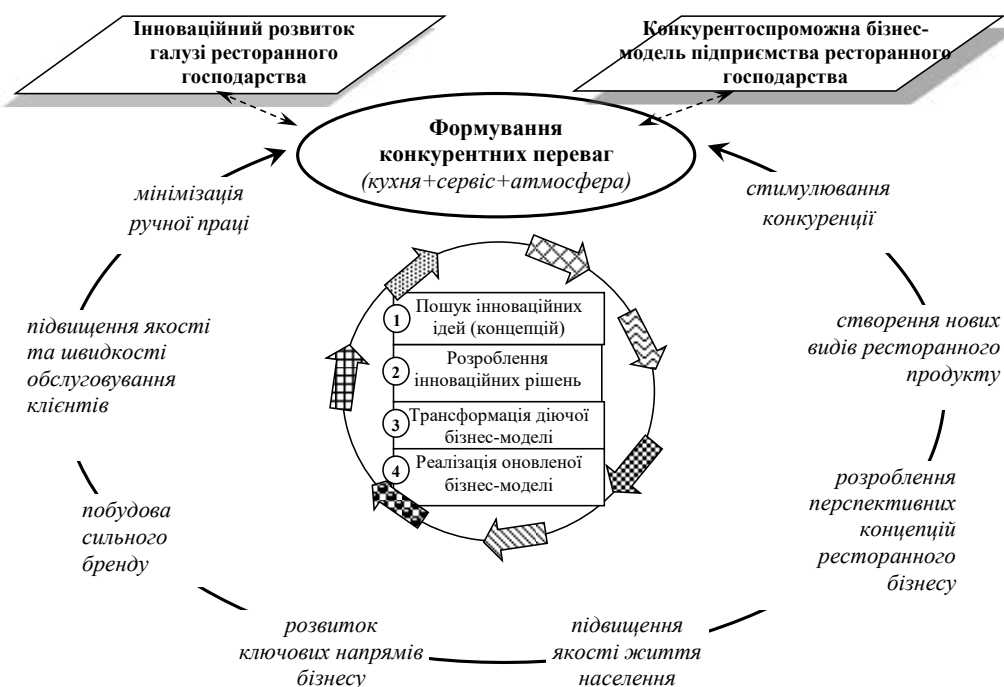 Інноваційний розвиток
галузі ресторанного
господарства
Конкурентоспроможна бізнес-
модель підприємства ресторанного
господарства
Формування
конкурентних переваг
(кухня+сервіс+атмосфера)
мінімізація
ручної праці
стимулювання
конкуренції
1
Пошук інноваційних
ідей (концепцій)
2
Розроблення
інноваційних рішень
3
Трансформація діючої
бізнес-моделі
4
Реалізація оновленої
бізнес-моделі
підвищення якості
та швидкості
обслуговування
клієнтів
створення нових
видів ресторанного
продукту
побудова
сильного
бренду
розроблення
перспективних
концепцій
ресторанного
бізнесу
розвиток
ключових напрямів
бізнесу
підвищення
якості життя
населення